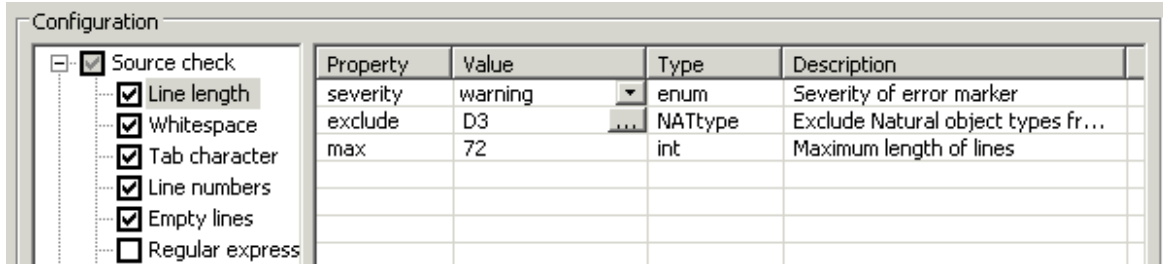 Configuration
Source check
Line length
Whitespace
Tab character
Line numbers
Empty lines
Regular express
Property Value Type Description
severity warning enum Severity of error marker
exclude D3 ... NATtype Exclude Natural object types fr...
max 72 int Maximum length of lines